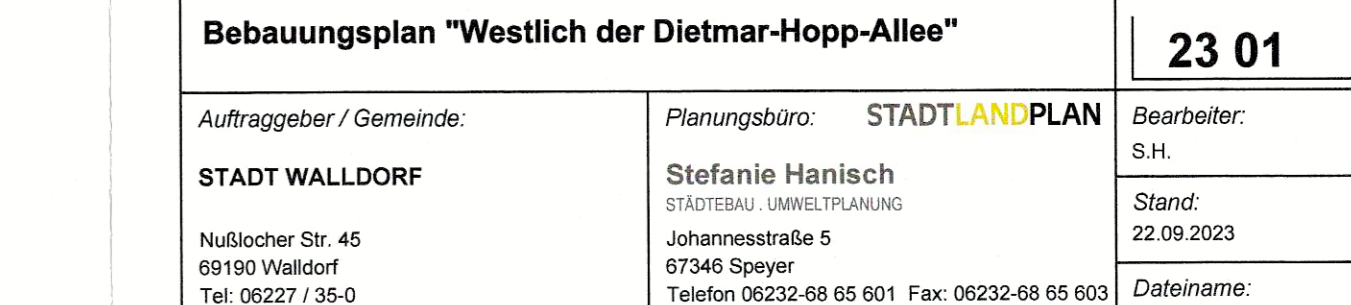 Bebauungsplan "Westlich der Dietmar-Hopp-Allee"
23 01
Auftraggeber / Gemeinde:
STADT WALLDORF
Nußlocher Str. 45
69190 Walldorf
Tel: 06227 / 35-0
Planungsbüro: STADTLANDPLAN
Stefanie Hanisch
STÄDTEBAU . UMWELTPLANUNG
Johannesstraße 5
67346 Speyer
Telefon 06232-68 65 601 Fax: 06232-68 65 603
Bearbeiter:
S.H.
Stand:
22.09.2023
Dateiname: